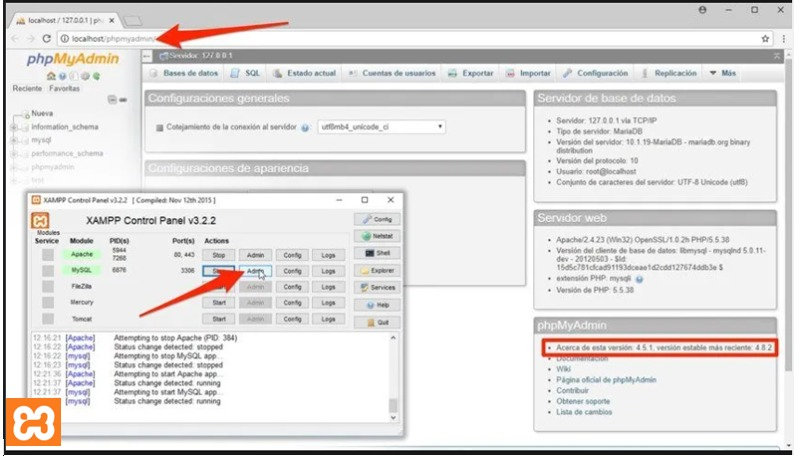 localhost / 127.0.0.1 | ph
localhost/phpmyadmin/
phpMyAdmin
Reciente Favoritas
Nueva
information_schema
mysql
performance_schema
phpmyadmin
test
Servidor: 127.0.0.1
Bases de datos SQL Estado actual Cuentas de usuarios Exportar Importar Configuración Replicación Más
Configuraciones generales
Cotejamiento de la conexión al servidor utf8mb4_unicode_ci
Configuraciones de apariencia
Servidor de base de datos
Servidor: 127.0.0.1 via TCP/IP
Tipo de servidor: MariaDB
Versión del servidor: 10.1.19-MariaDB - mariadb.org binary
distribution
Versión del protocolo: 10
Usuario: root@localhost
Conjunto de caracteres del servidor: UTF-8 Unicode (utf8)
Servidor web
Apache/2.4.23 (Win32) OpenSSL/1.0.2h PHP/5.5.38
Versión del cliente de base de datos: libmysql - mysqlnd 5.0.11-
dev - 20120503 - $Id:
15d5c781cfcad91193dceae1d2cdd127674ddb3e $
extensión PHP: mysqli
Versión de PHP: 5.5.38
phpMyAdmin
Acerca de esta versión: 4.5.1, versión estable más reciente: 4.8.2
Documentación
Wiki
Página oficial de phpMyAdmin
Contribuir
Obtener soporte
Lista de cambios
XAMPP Control Panel v3.2.2 [ Compiled: Nov 12th 2015 ]
XAMPP Control Panel v3.2.2
Modules
Service Module PID(s) Port(s) Actions
Apache 5944 7268 80, 443 Stop Admin Config Logs
MySQL 6876 3306 Stop Admin Config Logs
FileZilla Start Admin Config Logs
Mercury Start Admin Config Logs
Tomcat Start Admin Config Logs
Config
Netstat
Shell
Explorer
Services
Help
Quit
12:16:21 [Apache] Attempting to stop Apache (PID: 384)
12:16:22 [Apache] Status change detected: stopped
12:16:22 [mysql] Attempting to stop MySQL app...
12:16:23 [mysql] Status change detected: stopped
12:21:36 [Apache] Attempting to start Apache app...
12:21:37 [Apache] Status change detected: running
12:21:37 [mysql] Attempting to start MySQL app...
12:21:37 [mysql] Status change detected: running